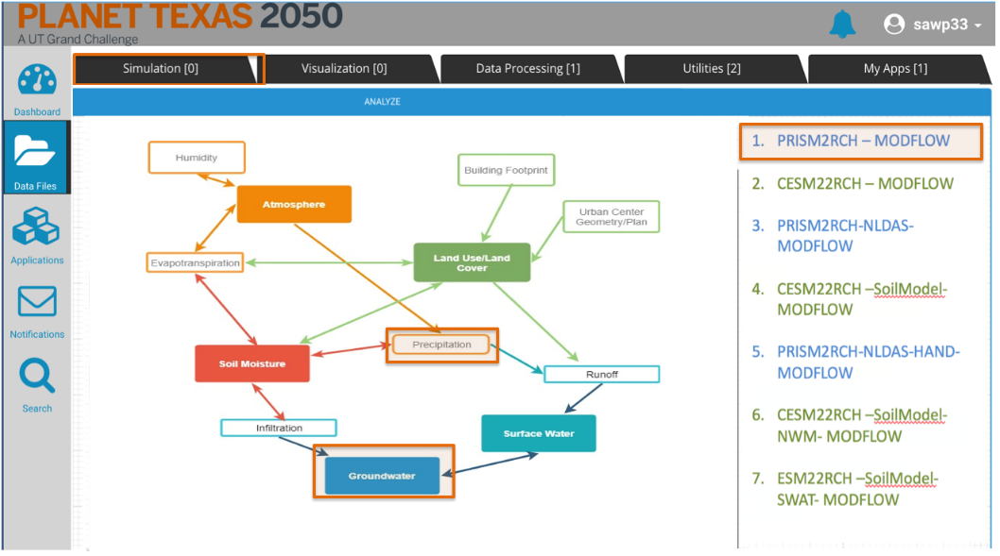 PLANET TEXAS 2050
A UT Grand Challenge
sawp33
Simulation [0]
Visualization [0]
Data Processing [1]
Utilities [2]
My Apps [1]
ANALYZE
Dashboard
Data Files
Applications
Notifications
Search
Humidity
Building Footprint
Atmosphere
Urban Center
Geometry/Plan
Evapotranspiration
Land Use/Land
Cover
Precipitation
Soil Moisture
Runoff
Infiltration
Surface Water
Groundwater
1. PRISM2RCH – MODFLOW
2. CESM22RCH – MODFLOW
3. PRISM2RCH-NLDAS-
MODFLOW
4. CESM22RCH –SoilModel-
MODFLOW
5. PRISM2RCH-NLDAS-HAND-
MODFLOW
6. CESM22RCH –SoilModel-
NWM- MODFLOW
7. ESM22RCH –SoilModel-
SWAT- MODFLOW